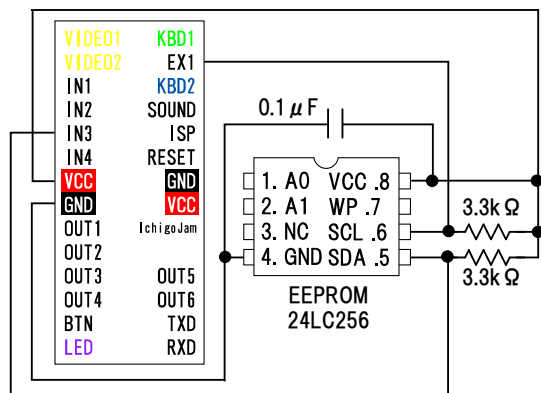 VIDEO1 KBD1
VIDEO2 EX1
IN1 KBD2
IN2 SOUND
IN3 ISP
IN4 RESET
VCC GND
GND VCC
OUT1 IchigoJam
OUT2
OUT3 OUT5
OUT4 OUT6
BTN TXD
LED RXD
0.1μF
1. A0 VCC .8
2. A1 WP .7
3. NC SCL .6
4. GND SDA .5
EEPROM
24LC256
3.3kΩ
3.3kΩ